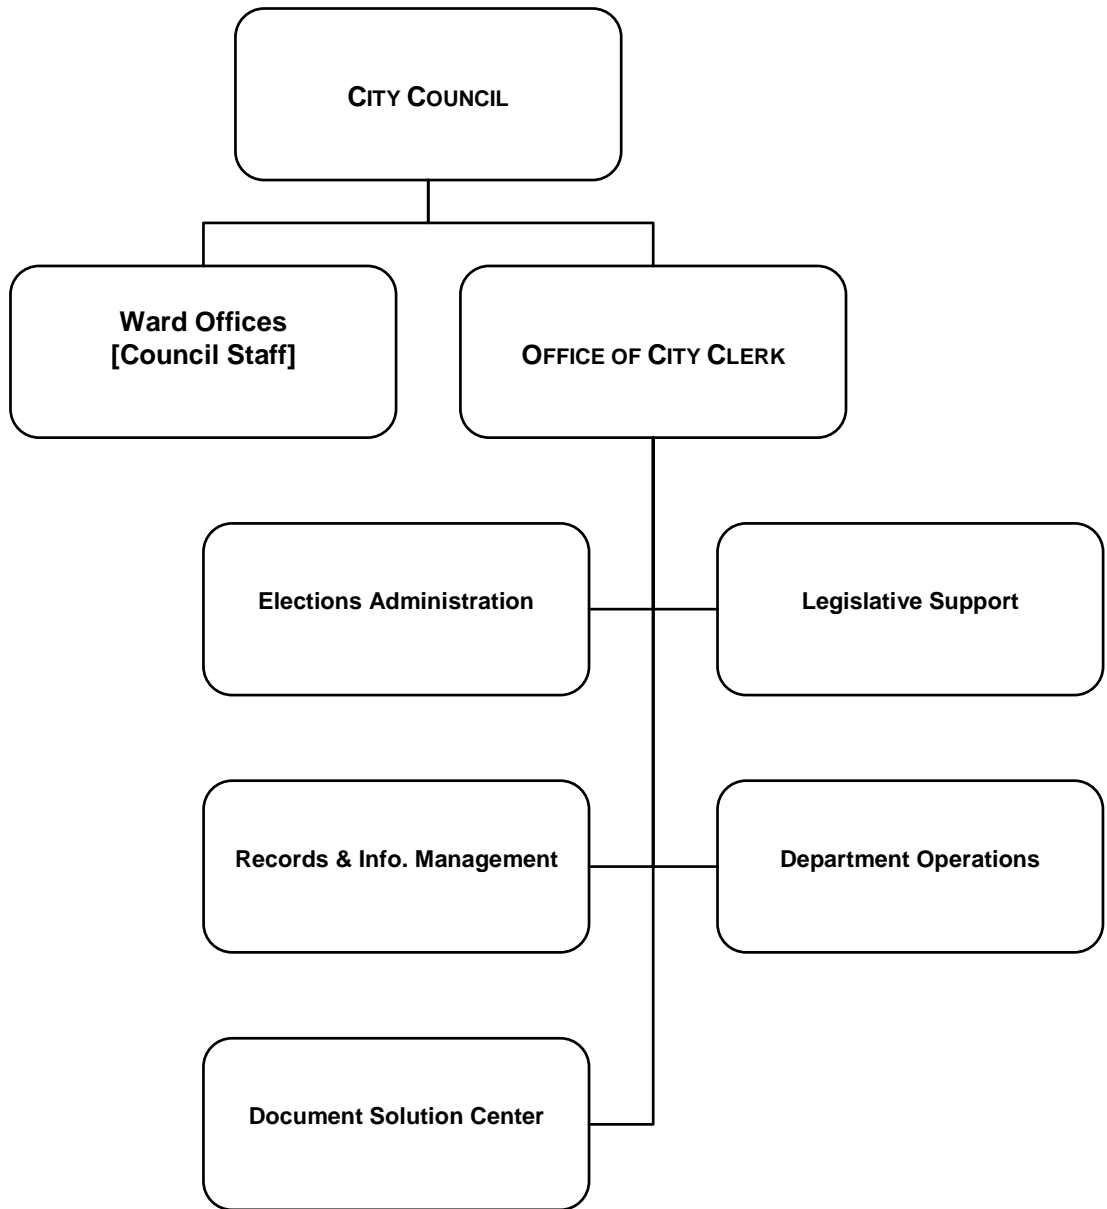 CITY COUNCIL
Ward Offices
[Council Staff]
OFFICE OF CITY CLERK
Elections Administration
Legislative Support
Records & Info. Management
Department Operations
Document Solution Center